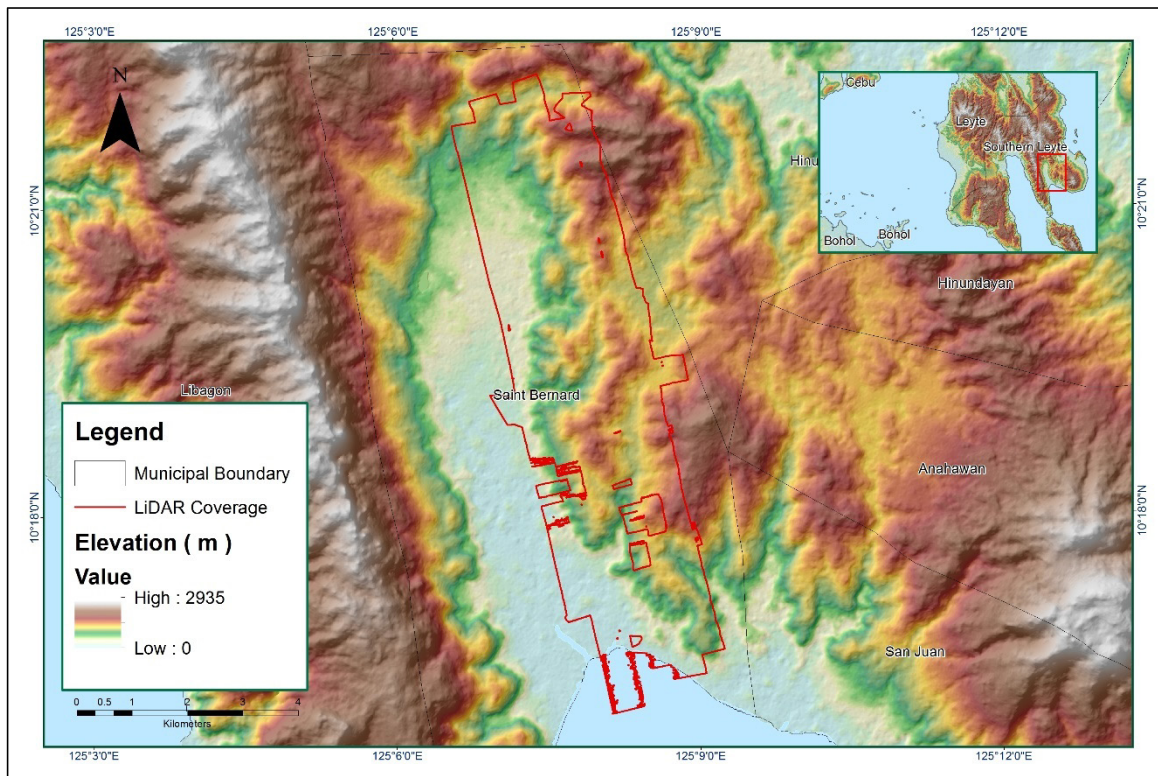 125°3'0"E 125°6'0"E 125°9'0"E 125°12'0"E
N
Cebu
Leyte
Southern Leyte
Bohol
Bohol
10°21'0"N
10°21'0"N
Hinu
Hinundayan
Libagon
Saint Bernard
Anahawan
San Juan
10°18'0"N
10°18'0"N
Legend
Municipal Boundary
LiDAR Coverage
Elevation ( m )
Value
High : 2935
Low : 0
0 0.5 1 2 3 4
Kilometers
125°3'0"E 125°6'0"E 125°9'0"E 125°12'0"E